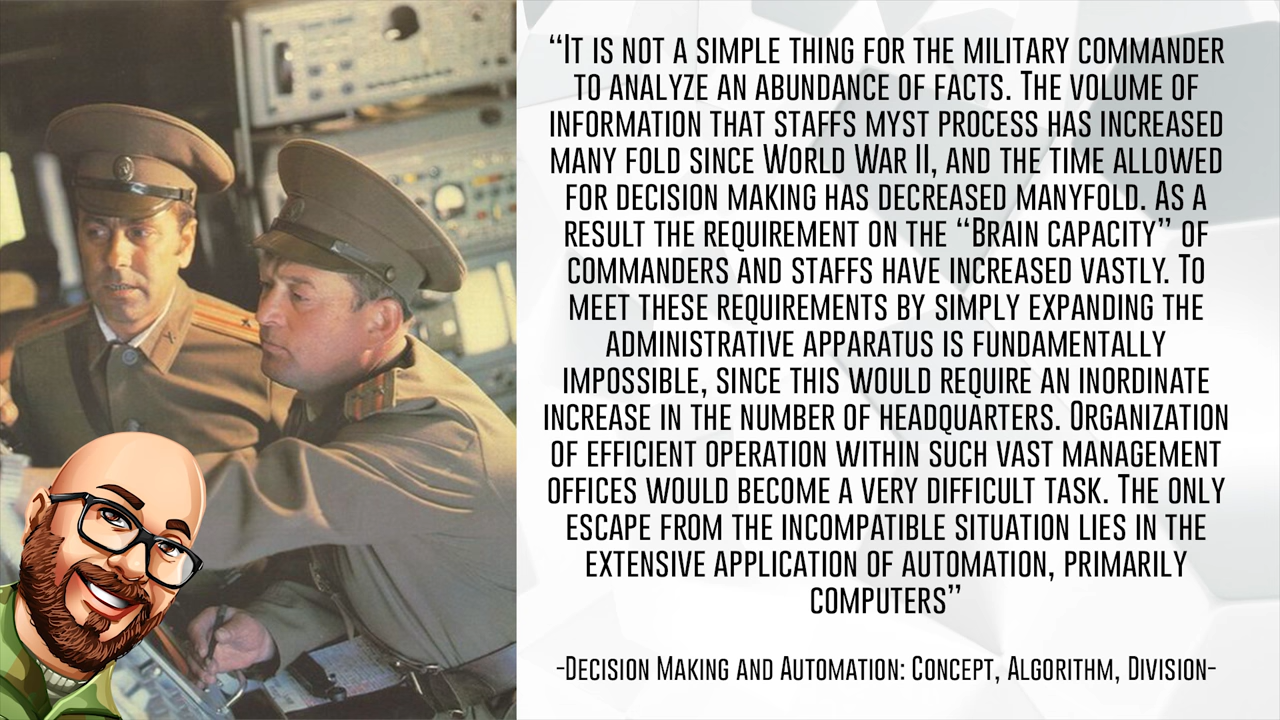 “It is not a simple thing for the military commander
to analyze an abundance of facts. The volume of
information that staffs myst process has increased
many fold since World War II, and the time allowed
for decision making has decreased manyfold. As a
result the requirement on the “Brain capacity” of
commanders and staffs have increased vastly. To
meet these requirements by simply expanding the
administrative apparatus is fundamentally
impossible, since this would require an inordinate
increase in the number of headquarters. Organization
of efficient operation within such vast management
offices would become a very difficult task. The only
escape from the incompatible situation lies in the
extensive application of automation, primarily
computers”
-Decision Making and Automation: Concept, Algorithm, Division-